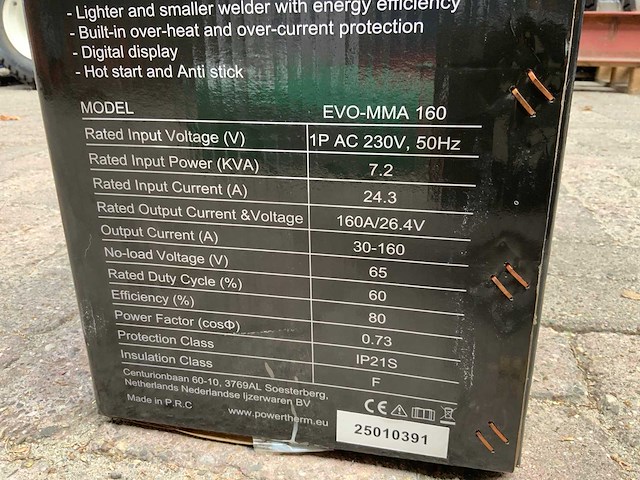 - Lighter and smaller welder with energy efficiency
- Built-in over-heat and over-current protection
- Digital display
- Hot start and Anti stick
MODEL EVO-MMA 160
Rated Input Voltage (V) 1P AC 230V, 50Hz
Rated Input Power (KVA) 7.2
Rated Input Current (A) 24.3
Rated Output Current &Voltage 160A/26.4V
Output Current (A) 30-160
No-load Voltage (V) 65
Rated Duty Cycle (%) 60
Efficiency (%) 80
Power Factor (cosΦ) 0.73
Protection Class IP21S
Insulation Class F
Centurionbaan 60-10, 3769AL Soesterberg,
Netherlands Nederlandse Ijzerwaren BV
Made in P.R.C www.powertherm.eu
CE
25010391